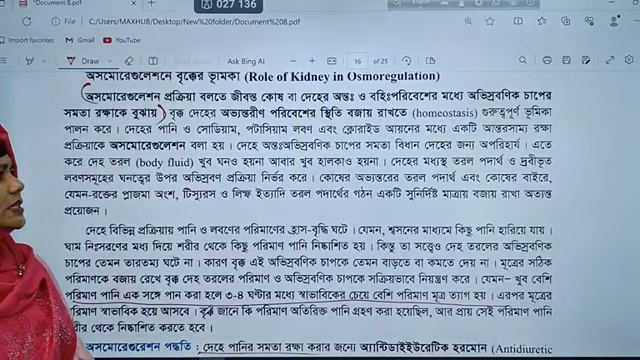 *Document 8.pdf
027 136
File
C:/Users/MAXHUB/Desktop/New%20folder/Document%208.pdf
Import favorites
Gmail
YouTube
Draw
Ask Bing AI
16
of 25
অসমোরেগুলেশনে বৃক্কের ভূমিকা (Role of Kidney in Osmoregulation)
অসমোরেগুলেশন প্রক্রিয়া বলতে জীবন্ত কোষ বা দেহের অন্তঃ ও বহিঃপরিবেশের মধ্যে অভিস্রবণিক চাপের
সমতা রক্ষাকে বুঝায়। বৃক্ক দেহের অভ্যন্তরীণ পরিবেশের স্থিতি বজায় রাখতে (homeostasis) গুরুত্বপূর্ণ ভূমিকা
পালন করে। দেহের পানি ও সোডিয়াম, পটাসিয়াম লবণ এবং ক্লোরাইড আয়নের মধ্যে একটি আন্তরসাম্য রক্ষা
প্রক্রিয়াকে অসমোরেগুলেশন বলা হয়। দেহে অন্তঃঅভিস্রবণিক চাপের সমতা বিধান দেহের জন্য অপরিহার্য। এতে
করে দেহ তরল (body fluid) খুব ঘনও হয়না আবার খুব হালকাও হয়না। দেহের মধ্যস্থ তরল পদার্থ ও দ্রবীভূত
লবণসমূহের ঘনত্বের উপর অভিস্রবণ প্রক্রিয়া নির্ভর করে। কোষের অভ্যন্তরের তরল পদার্থ এবং কোষের বাইরে,
যেমন-রক্তের প্লাজমা অংশ, টিস্যুরস ও লিম্ফ ইত্যাদি তরল পদার্থের গঠন একটি সুনির্দিষ্ট মাত্রায় বজায় রাখা অত্যন্ত
প্রয়োজন।
দেহে বিভিন্ন প্রক্রিয়ায় পানি ও লবণের পরিমাণের হ্রাস-বৃদ্ধি ঘটে। যেমন, শ্বসনের মাধ্যমে কিছু পানি হারিয়ে যায়।
ঘাম নিঃসরণের মধ্য দিয়ে শরীর থেকে কিছু পরিমাণ পানি নিষ্কাশিত হয়। কিন্তু তা সত্ত্বেও দেহ তরলের অভিস্রবণিক
চাপের তেমন তারতম্য ঘটে না। কারণ বৃক্ক এই অভিস্রবণিক চাপকে তেমন বাড়তে বা কমতে দেয় না। মূত্রের সঠিক
পরিমাণকে বজায় রেখে বৃক্ক দেহ তরলের পরিমাণ ও অভিস্রবণিক চাপকে সক্রিয়ভাবে নিয়ন্ত্রণ করে। যেমন- খুব বেশি
পরিমাণ পানি এক সঙ্গে পান করা হলে ৩-৪ ঘণ্টার মধ্যে স্বাভাবিকের চেয়ে বেশি পরিমাণ মূত্র ত্যাগ হয়। এরপর মূত্রের
পরিমাণ স্বাভাবিক হয়ে আসবে। বৃক্ক জানে কি পরিমাণ অতিরিক্ত পানি গ্রহণ করা হয়েছিল, আর প্রায় সেই পরিমাণ পানি
রীর থেকে নিষ্কাশিত করতে হবে।
অসমোরেগুরেশন পদ্ধতি : দেহে পানির সমতা রক্ষা করার জন্যে অ্যান্টিডাইইউরেটিক হরমোন (Antidiuretic